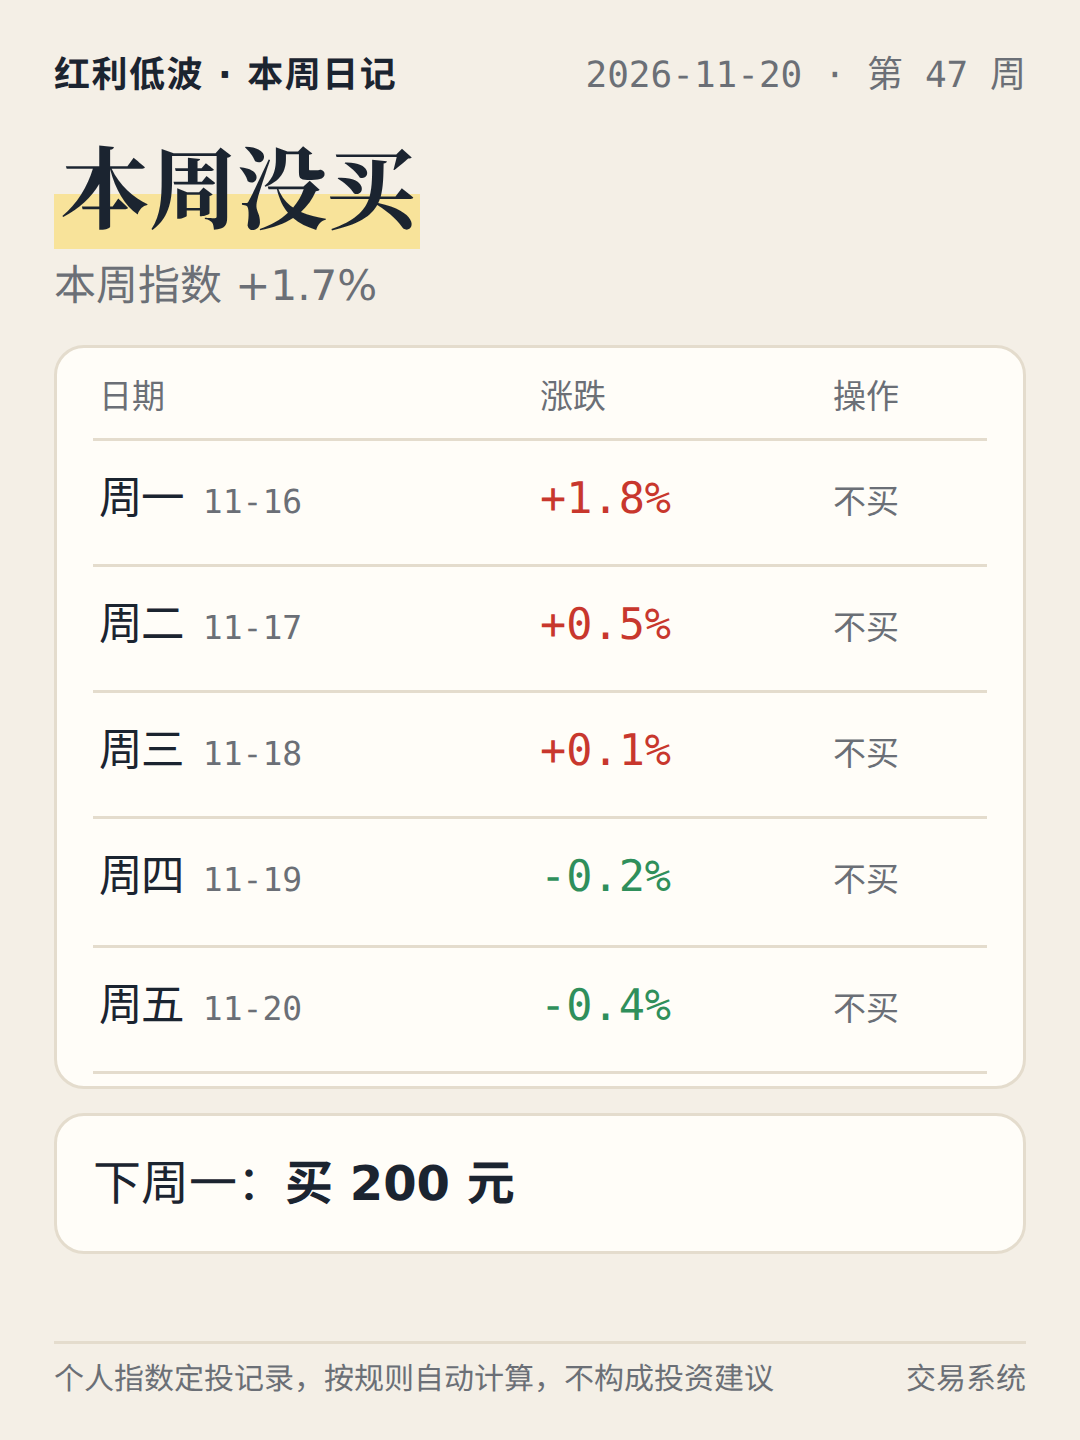 红利低波 · 本周日记 2026-11-20 · 第 47 周
本周没买
本周指数 +1.7%
日期 涨跌 操作
周一 11-16 +1.8% 不买
周二 11-17 +0.5% 不买
周三 11-18 +0.1% 不买
周四 11-19 -0.2% 不买
周五 11-20 -0.4% 不买
下周一：买 200 元
个人指数定投记录，按规则自动计算，不构成投资建议 交易系统